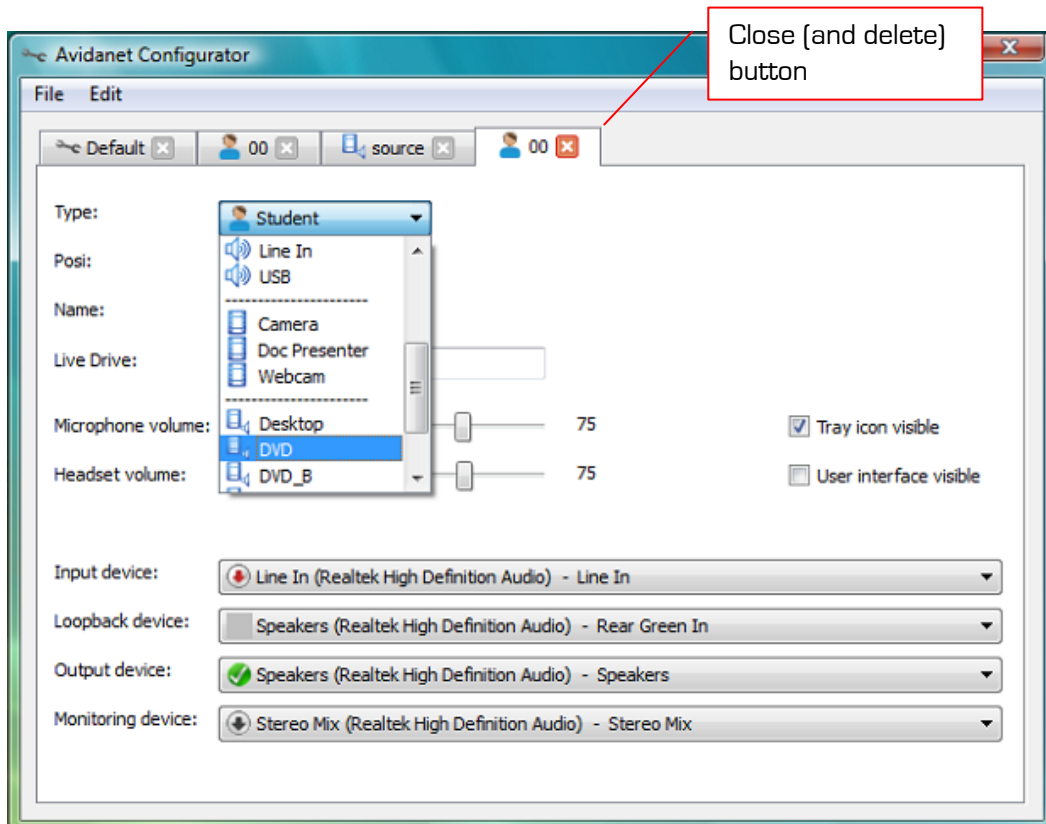 Close (and delete)
button
Avidanet Configurator
File Edit
Default 00 source 00
Type: Student
Line In
Posi:
USB
----------------------
Name:
Camera
Doc Presenter
Live Drive:
Webcam
----------------------
Microphone volume: Desktop 75 Tray icon visible
DVD
Headset volume: DVD_B 75 User interface visible
Input device: Line In (Realtek High Definition Audio) - Line In
Loopback device: Speakers (Realtek High Definition Audio) - Rear Green In
Output device: Speakers (Realtek High Definition Audio) - Speakers
Monitoring device: Stereo Mix (Realtek High Definition Audio) - Stereo Mix